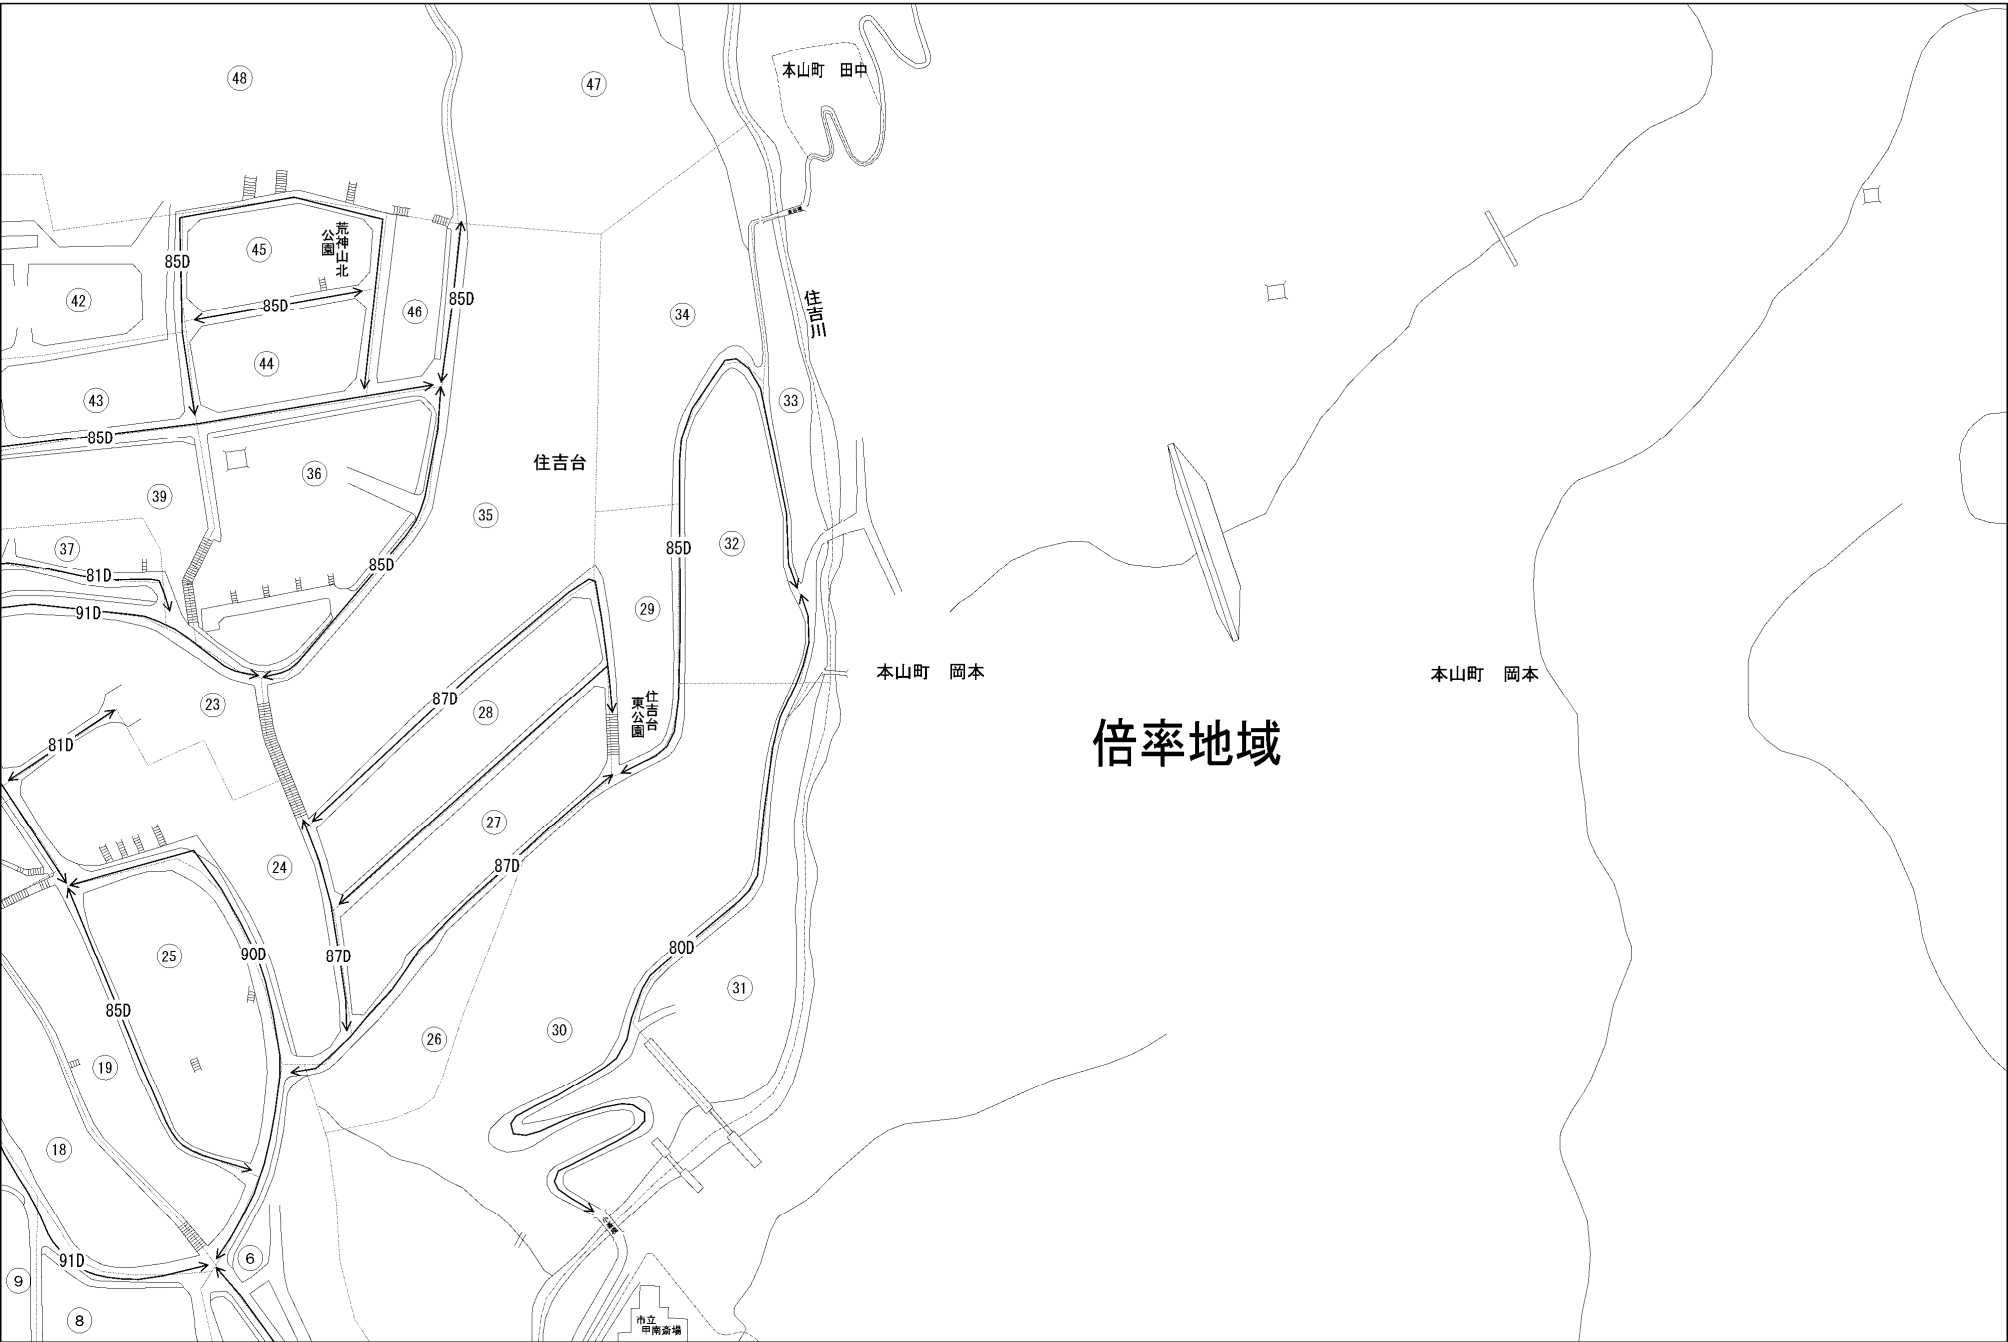 48
47
本山町 田中
荒神山北
公園
45
85D
42
85D
46
85D
住吉川
34
44
43
33
85D
住吉台
36
39
35
37
85D
32
81D
85D
91D
29
本山町 岡本
本山町 岡本
23
87D
28
住吉台
東公園
倍率地域
81D
27
24
87D
25
90D
87D
80D
31
85D
30
26
19
18
91D
6
9
8
市立
甲南斎場